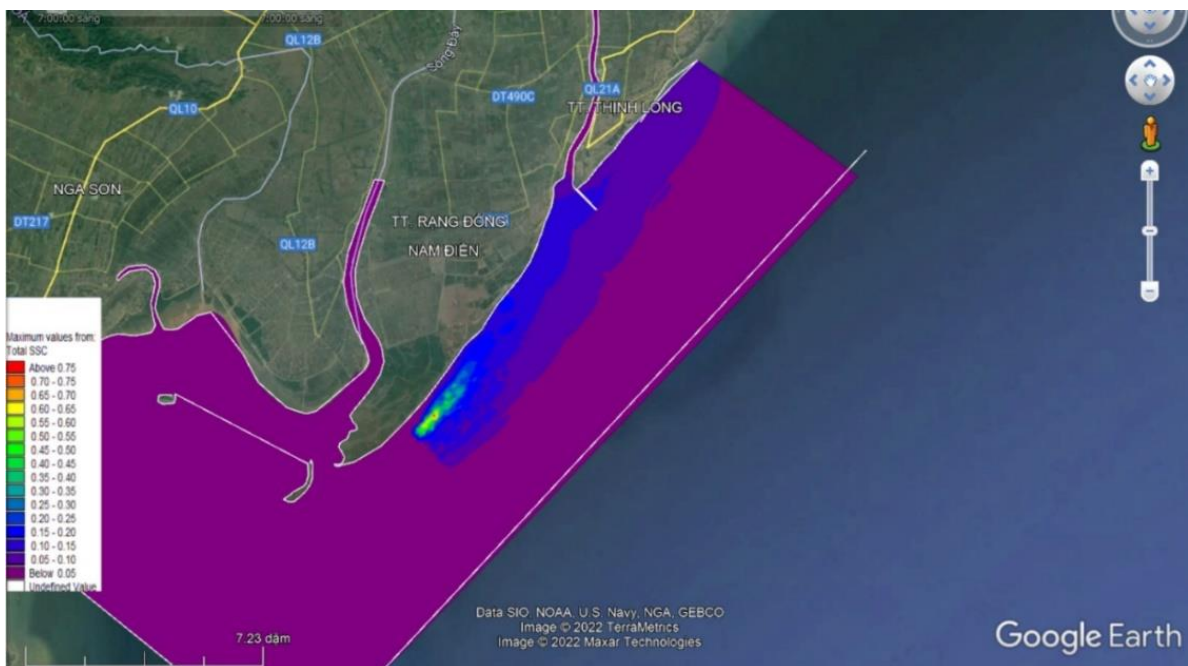 7:00:00 sáng
7:00:00 sáng
QL12B
Sông Đáy
QL10
DT490C
QL21A
TT. THỊNH LONG
NGA SƠN
DT217
QL12B
TT. RẠNG ĐÔNG
NAM ĐIỀN
Maximum values from:
Total SSC
Above 0.75
0.70 - 0.75
0.65 - 0.70
0.60 - 0.65
0.55 - 0.60
0.50 - 0.55
0.45 - 0.50
0.40 - 0.45
0.35 - 0.40
0.30 - 0.35
0.25 - 0.30
0.20 - 0.25
0.15 - 0.20
0.10 - 0.15
0.05 - 0.10
Below 0.05
Undefined Value
7.23 dặm
Data SIO, NOAA, U.S. Navy, NGA, GEBCO
Image © 2022 TerraMetrics
Image © 2022 Maxar Technologies
Google Earth